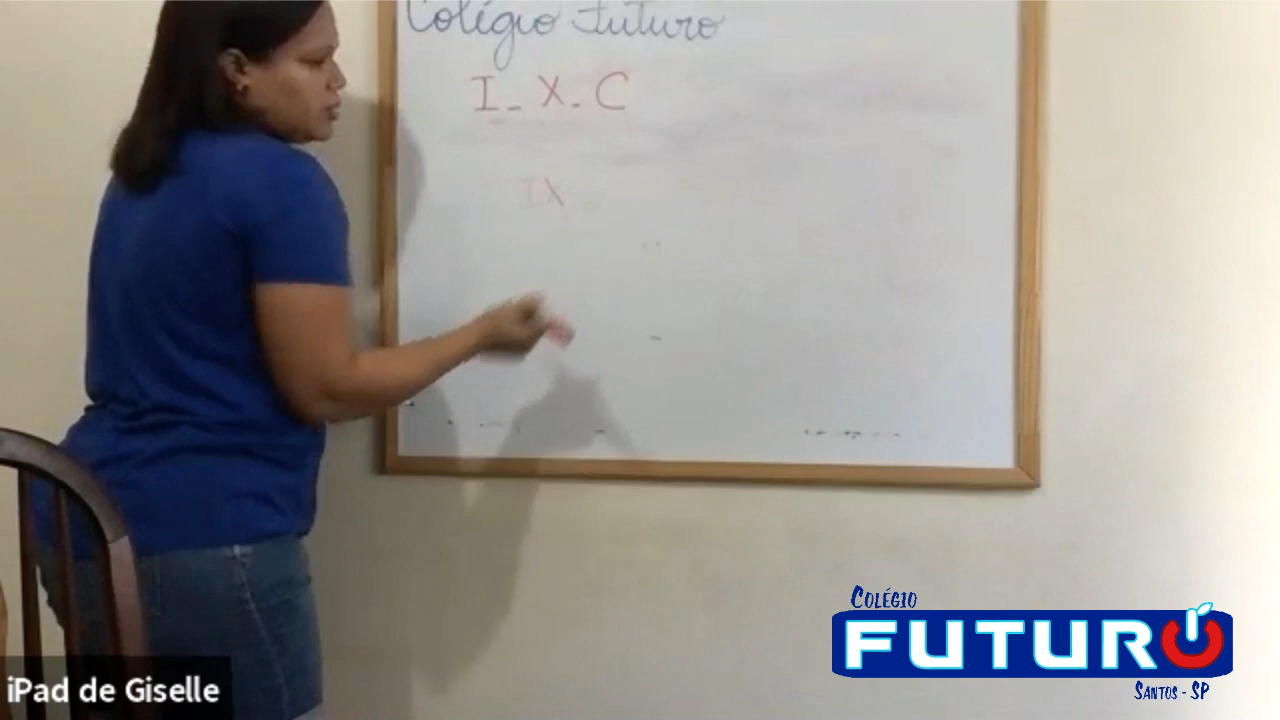 Colégio Futuro
I - X - C
IX
COLÉGIO
FUTURO
SANTOS - SP
iPad de Giselle